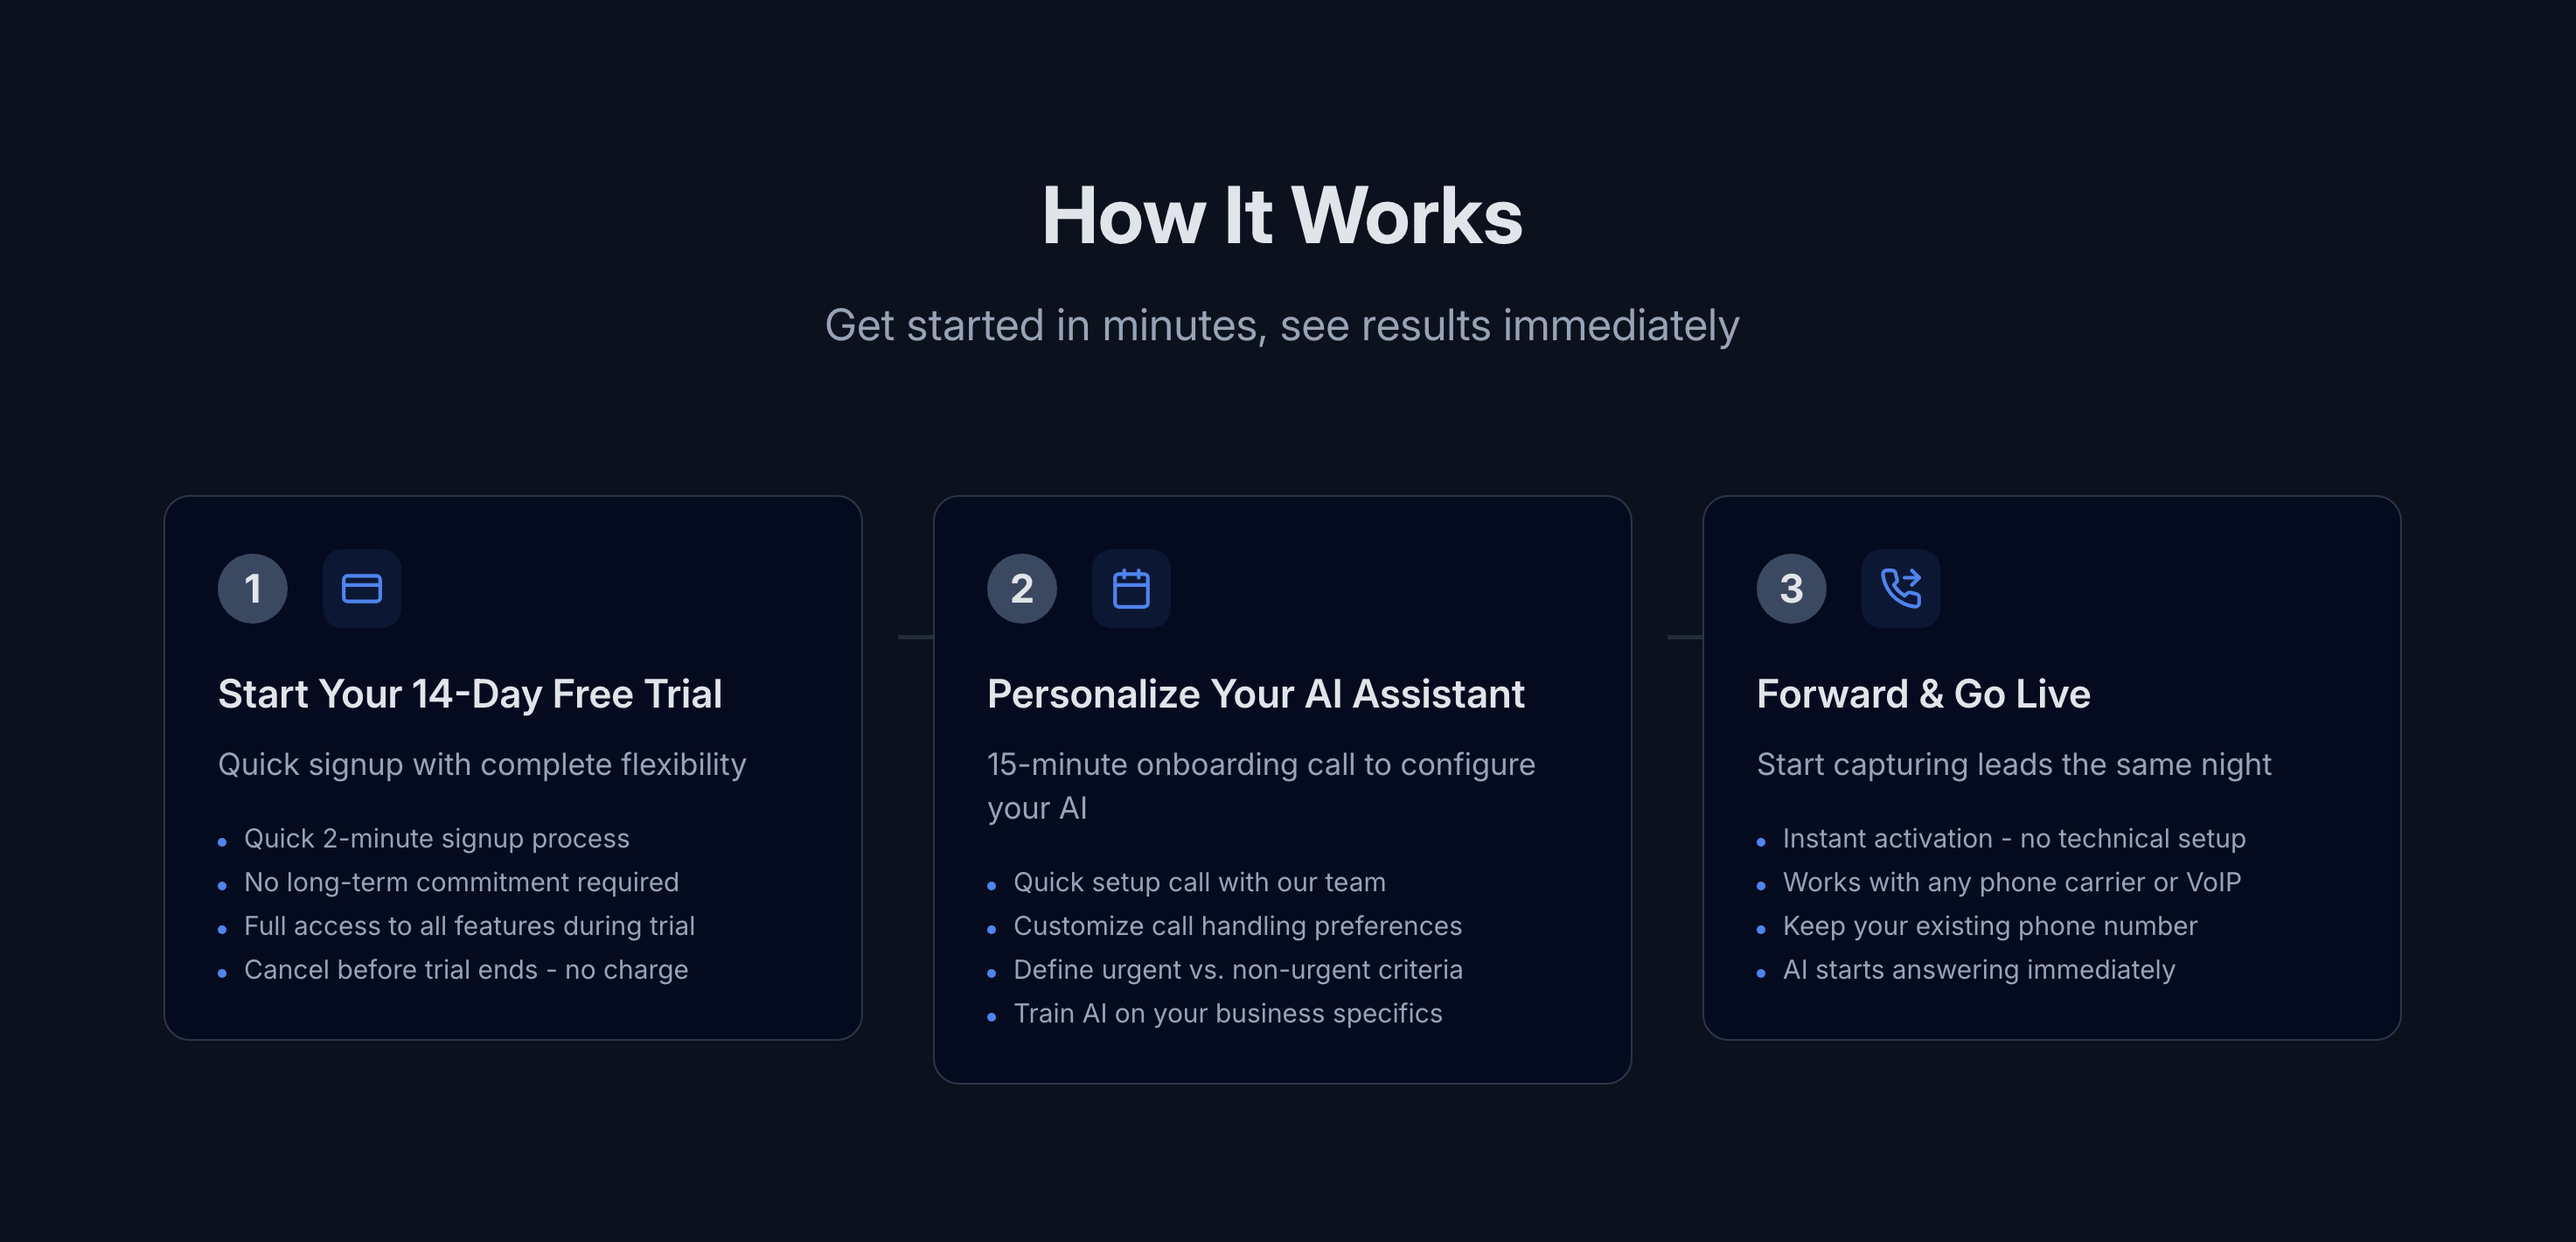 How It Works
Get started in minutes, see results immediately
1
Start Your 14-Day Free Trial
Quick signup with complete flexibility
Quick 2-minute signup process
No long-term commitment required
Full access to all features during trial
Cancel before trial ends - no charge
2
Personalize Your AI Assistant
15-minute onboarding call to configure
your AI
Quick setup call with our team
Customize call handling preferences
Define urgent vs. non-urgent criteria
Train AI on your business specifics
3
Forward & Go Live
Start capturing leads the same night
Instant activation - no technical setup
Works with any phone carrier or VoIP
Keep your existing phone number
AI starts answering immediately